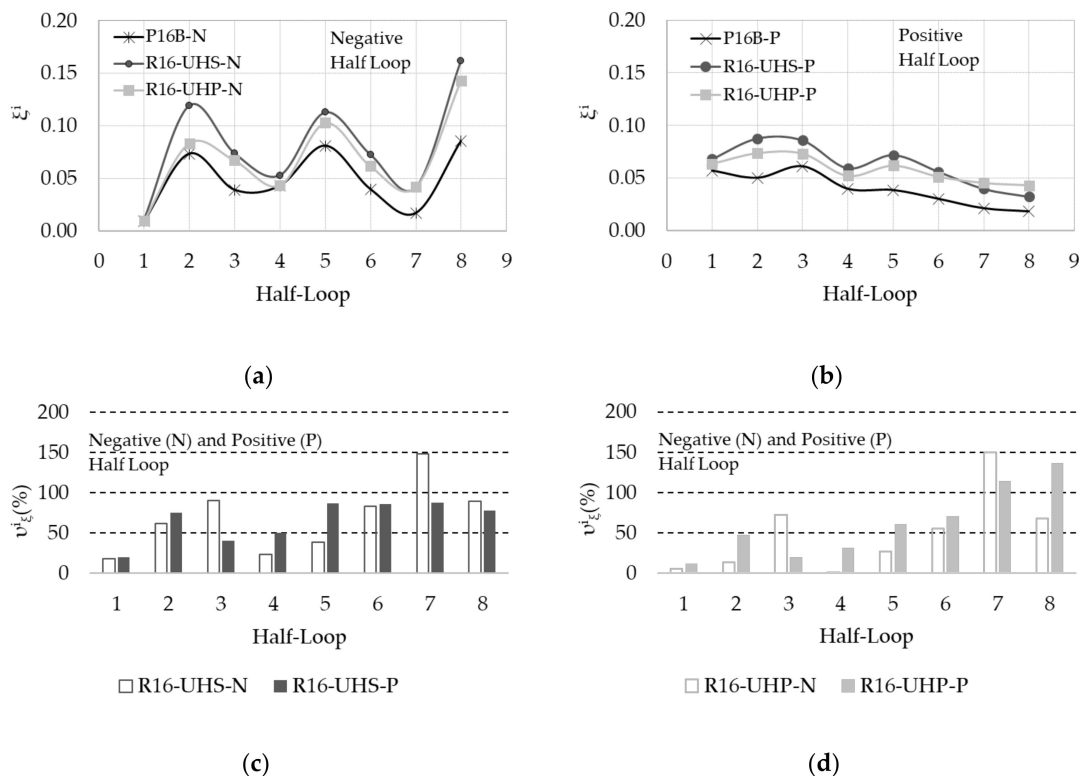 0.20
0.15
0.10
0.05
0.00
ξⁱ
P16B-N
R16-UHS-N
R16-UHP-N
Negative
Half Loop
0 1 2 3 4 5 6 7 8 9
Half-Loop
(a)
0.20
0.15
0.10
0.05
0.00
ξⁱ
P16B-P
R16-UHS-P
R16-UHP-P
Positive
Half Loop
0 1 2 3 4 5 6 7 8 9
Half-Loop
(b)
200
150
100
50
0
υⁱξ(%)
Negative (N) and Positive (P)
Half Loop
1 2 3 4 5 6 7 8
Half-Loop
R16-UHS-N R16-UHS-P
(c)
200
150
100
50
0
υⁱξ(%)
Negative (N) and Positive (P)
Half Loop
1 2 3 4 5 6 7 8
Half-Loop
R16-UHP-N R16-UHP-P
(d)